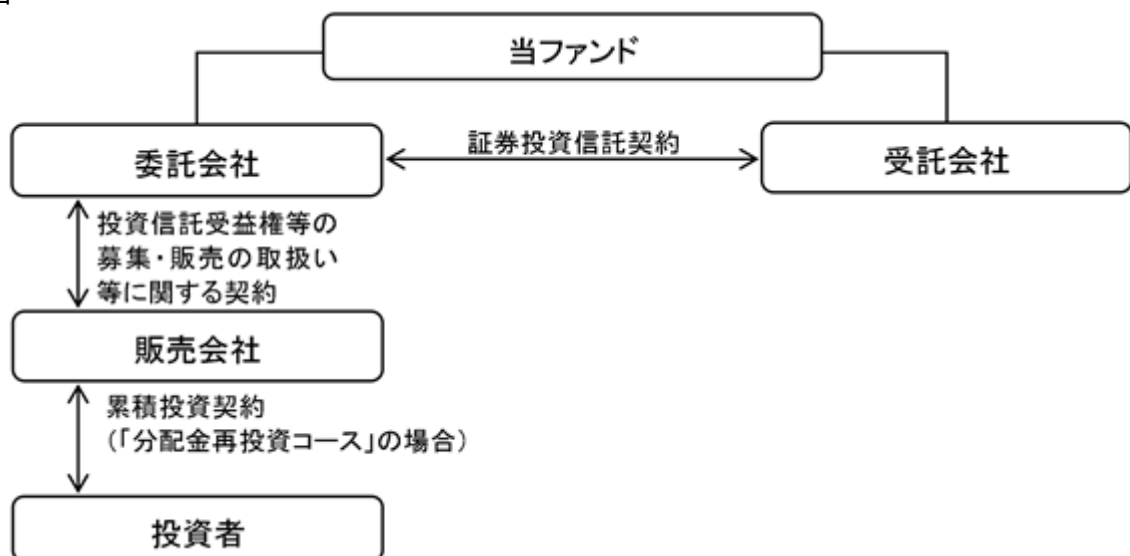 当ファンド
委託会社
証券投資信託契約
受託会社
投資信託受益権等の
募集・販売の取扱い
等に関する契約
販売会社
累積投資契約
(「分配金再投資コース」の場合)
投資者